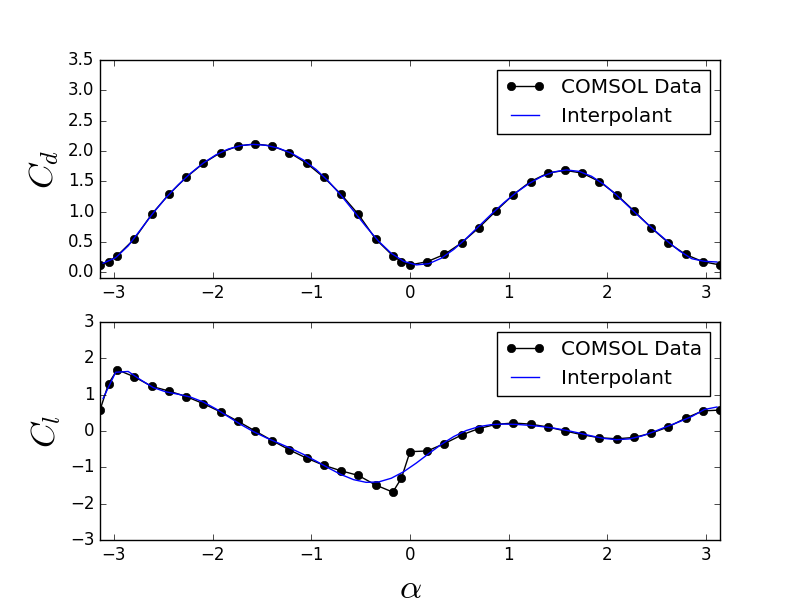 3.5
3.0
2.5
2.0
1.5
1.0
0.5
0.0
C_d
COMSOL Data
Interpolant
−3 −2 −1 0 1 2 3
3
2
1
0
−1
−2
−3
C_l
COMSOL Data
Interpolant
−3 −2 −1 0 1 2 3
α